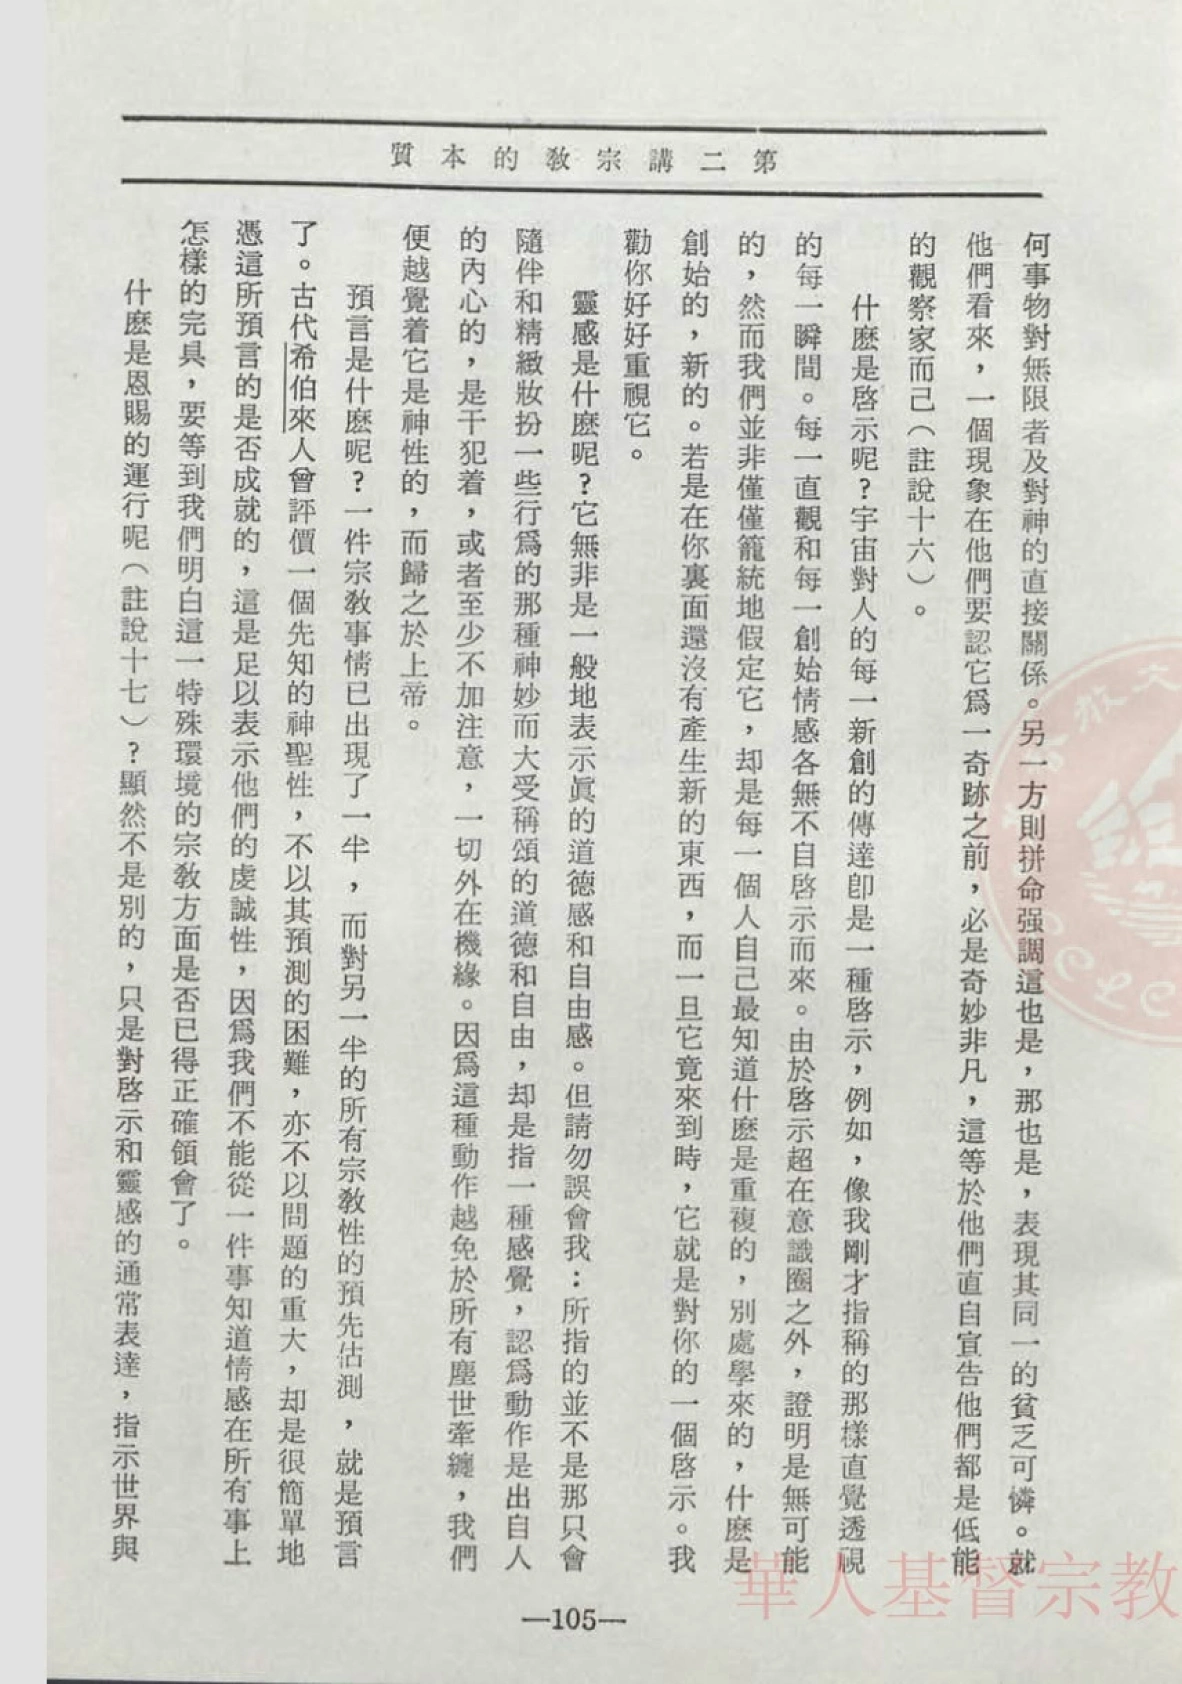 第二講宗教的本質
何事物對無限者及對神的直接關係。另一方則拼命强調這也是，那也是，表現其同一的貧乏可憐。就
他們看來，一個現象在他們要認它爲一奇跡之前，必是奇妙非凡，這等於他們直自宣告他們都是低能
的觀察家而已（註說十六）。
什麽是啓示呢？宇宙對人的每一新創的傳達卽是一種啓示，例如，像我剛才指稱的那樣直覺透視
的每一瞬間。每一直觀和每一創始情感各無不自啓示而來。由於啓示超在意識圈之外，證明是無可能
的，然而我們並非僅僅籠統地假定它，却是每一個人自己最知道什麽是重複的，別處學來的，什麽是
創始的，新的。若是在你裏面還沒有產生新的東西，而一旦它竟來到時，它就是對你的一個啓示。我
勸你好好重視它。
靈感是什麽呢？它無非是一般地表示眞的道德感和自由感。但請勿誤會我：所指的並不是那只會
隨伴和精緻妝扮一些行爲的那種神妙而大受稱頌的道德和自由，却是指一種感覺，認爲動作是出自人
的內心的，是干犯着，或者至少不加注意，一切外在機緣。因爲這種動作越免於所有塵世牽纏，我們
便越覺着它是神性的，而歸之於上帝。
預言是什麽呢？一件宗教事情已出現了一半，而對另一半的所有宗教性的預先估測，就是預言
了。古代希伯來人曾評價一個先知的神聖性，不以其預測的困難，亦不以問題的重大，却是很簡單地
憑這所預言的是否成就的，這是足以表示他們的虔誠性，因爲我們不能從一件事知道情感在所有事上
怎樣的完具，要等到我們明白這一特殊環境的宗教方面是否已得正確領會了。
什麽是恩賜的運行呢（註說十七）？顯然不是別的，只是對啓示和靈感的通常表達，指示世界與
—105—
華人基督宗教